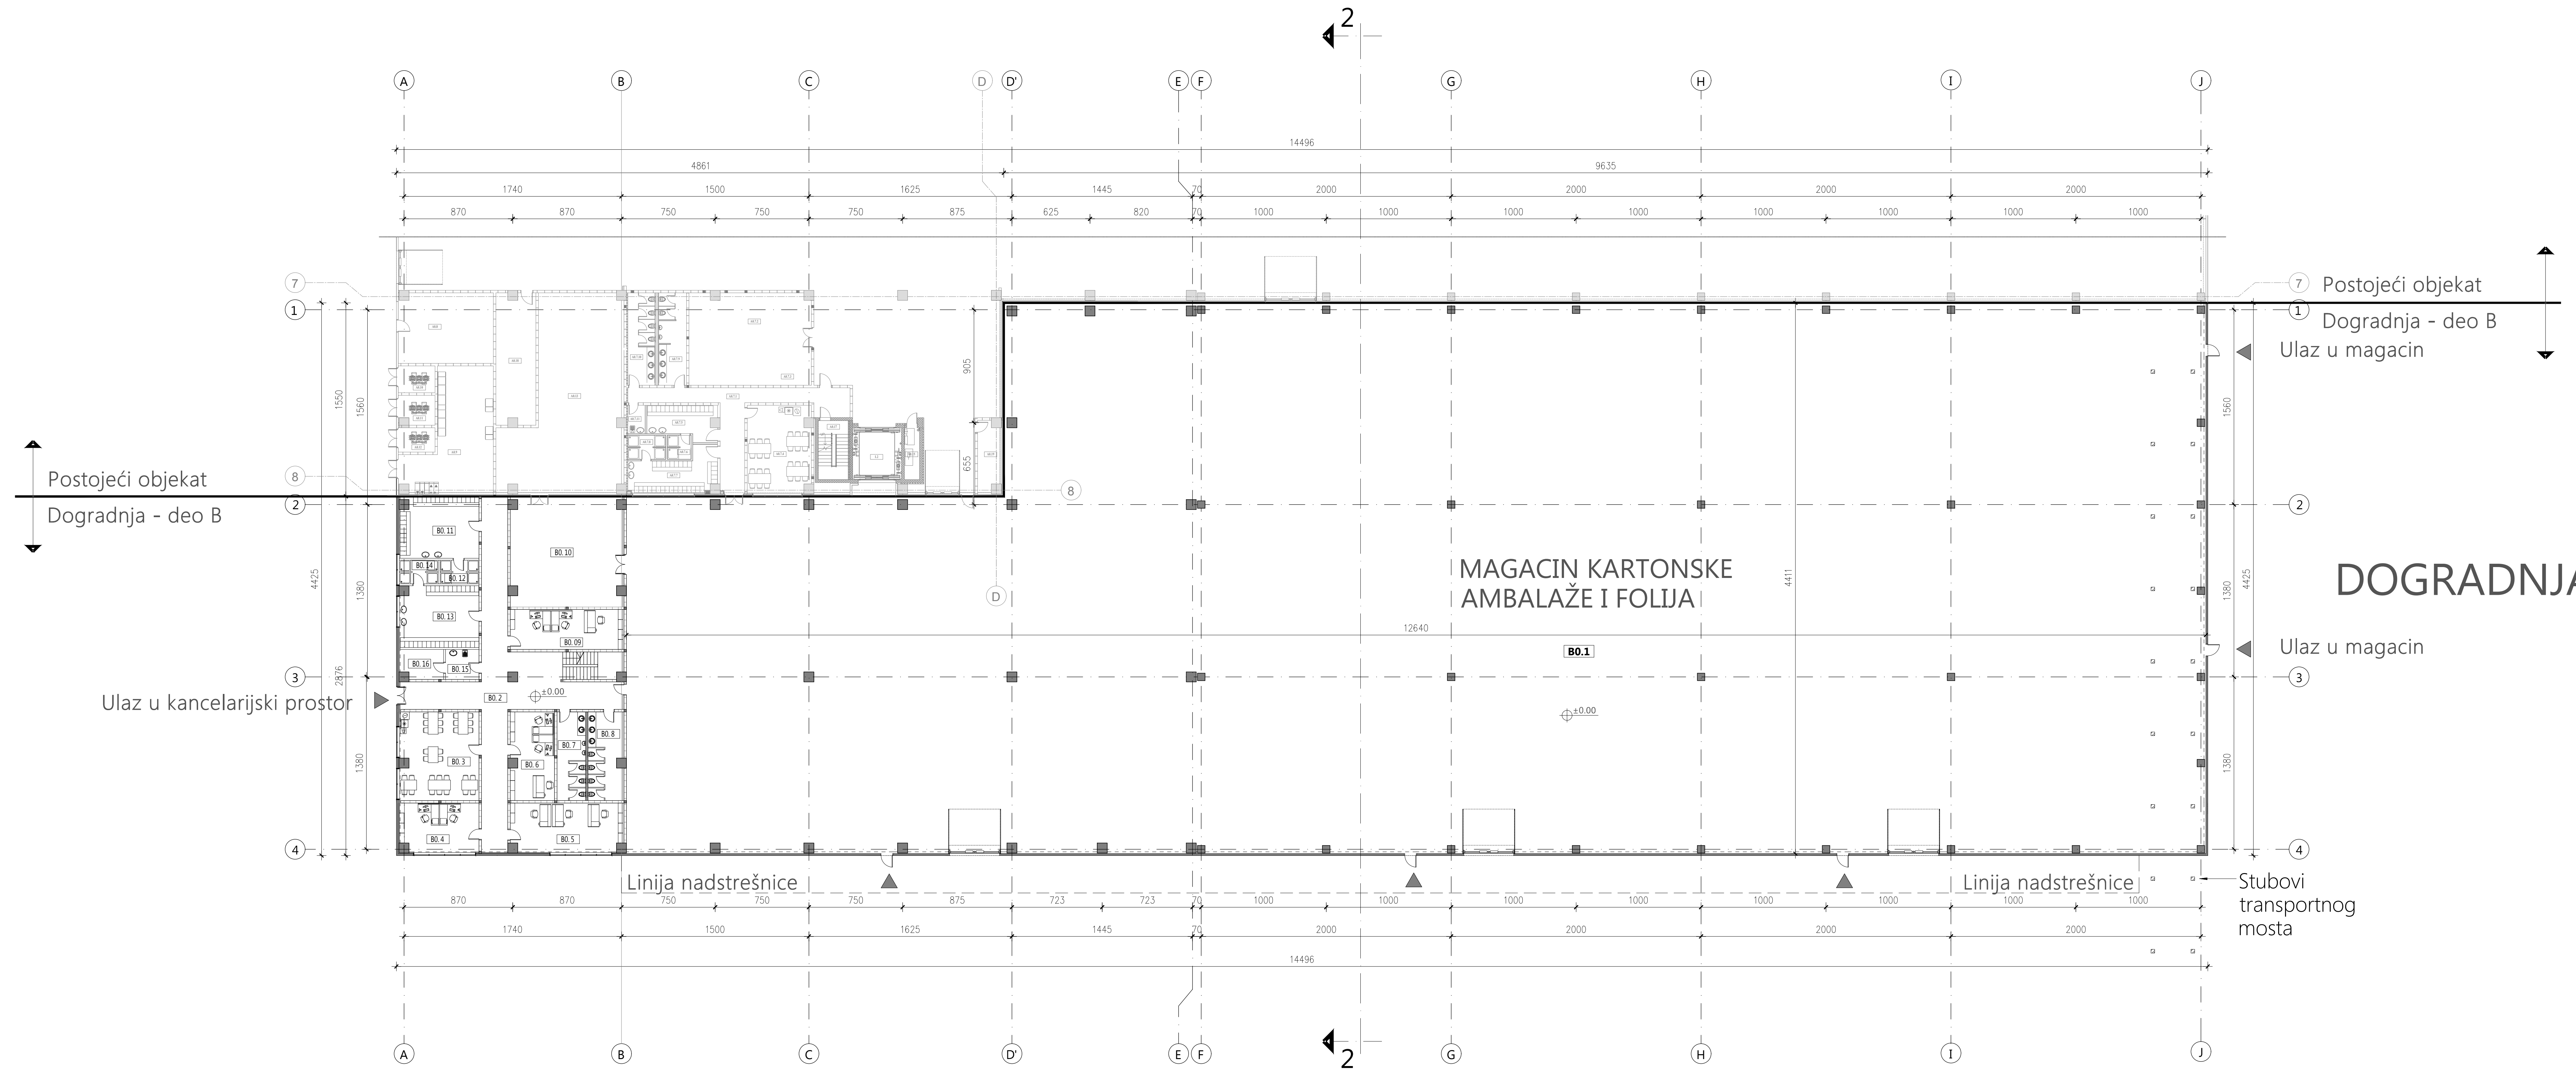 2
A B C D D' E F G H I J
14496
4861 9635
1740 1500 1625 1445 70 2000 2000 2000 2000
870 870 750 750 750 875 625 820 70 1000 1000 1000 1000 1000 1000 1000 1000
7 7 Postojeći objekat
1 1
Dogradnja - deo B
Ulaz u magacin
905
1550 1560 1560
655
Postojeći objekat 8 8
Dogradnja - deo B 2 2
B0.11 B0.10
B0.14
B0.12
MAGACIN KARTONSKE
AMBALAŽE I FOLIJA
4425 1380 4411 1380 4425
DOGRADNJA
D
B0.13
12640
B0.09
B0.1
Ulaz u magacin
B0.16 B0.15
2876
3 3
Ulaz u kancelarijski prostor
B0.2 ±0.00
±0.00
B0.3 B0.6 B0.7 B0.8
1380 1380
B0.4 B0.5
4 4
Linija nadstrešnice Linija nadstrešnice
Stubovi
transportnog
mosta
870 870 750 750 750 875 723 723 70 1000 1000 1000 1000 1000 1000 1000 1000
1740 1500 1625 1445 70 2000 2000 2000 2000
14496
A B C D' E F G H I J
2